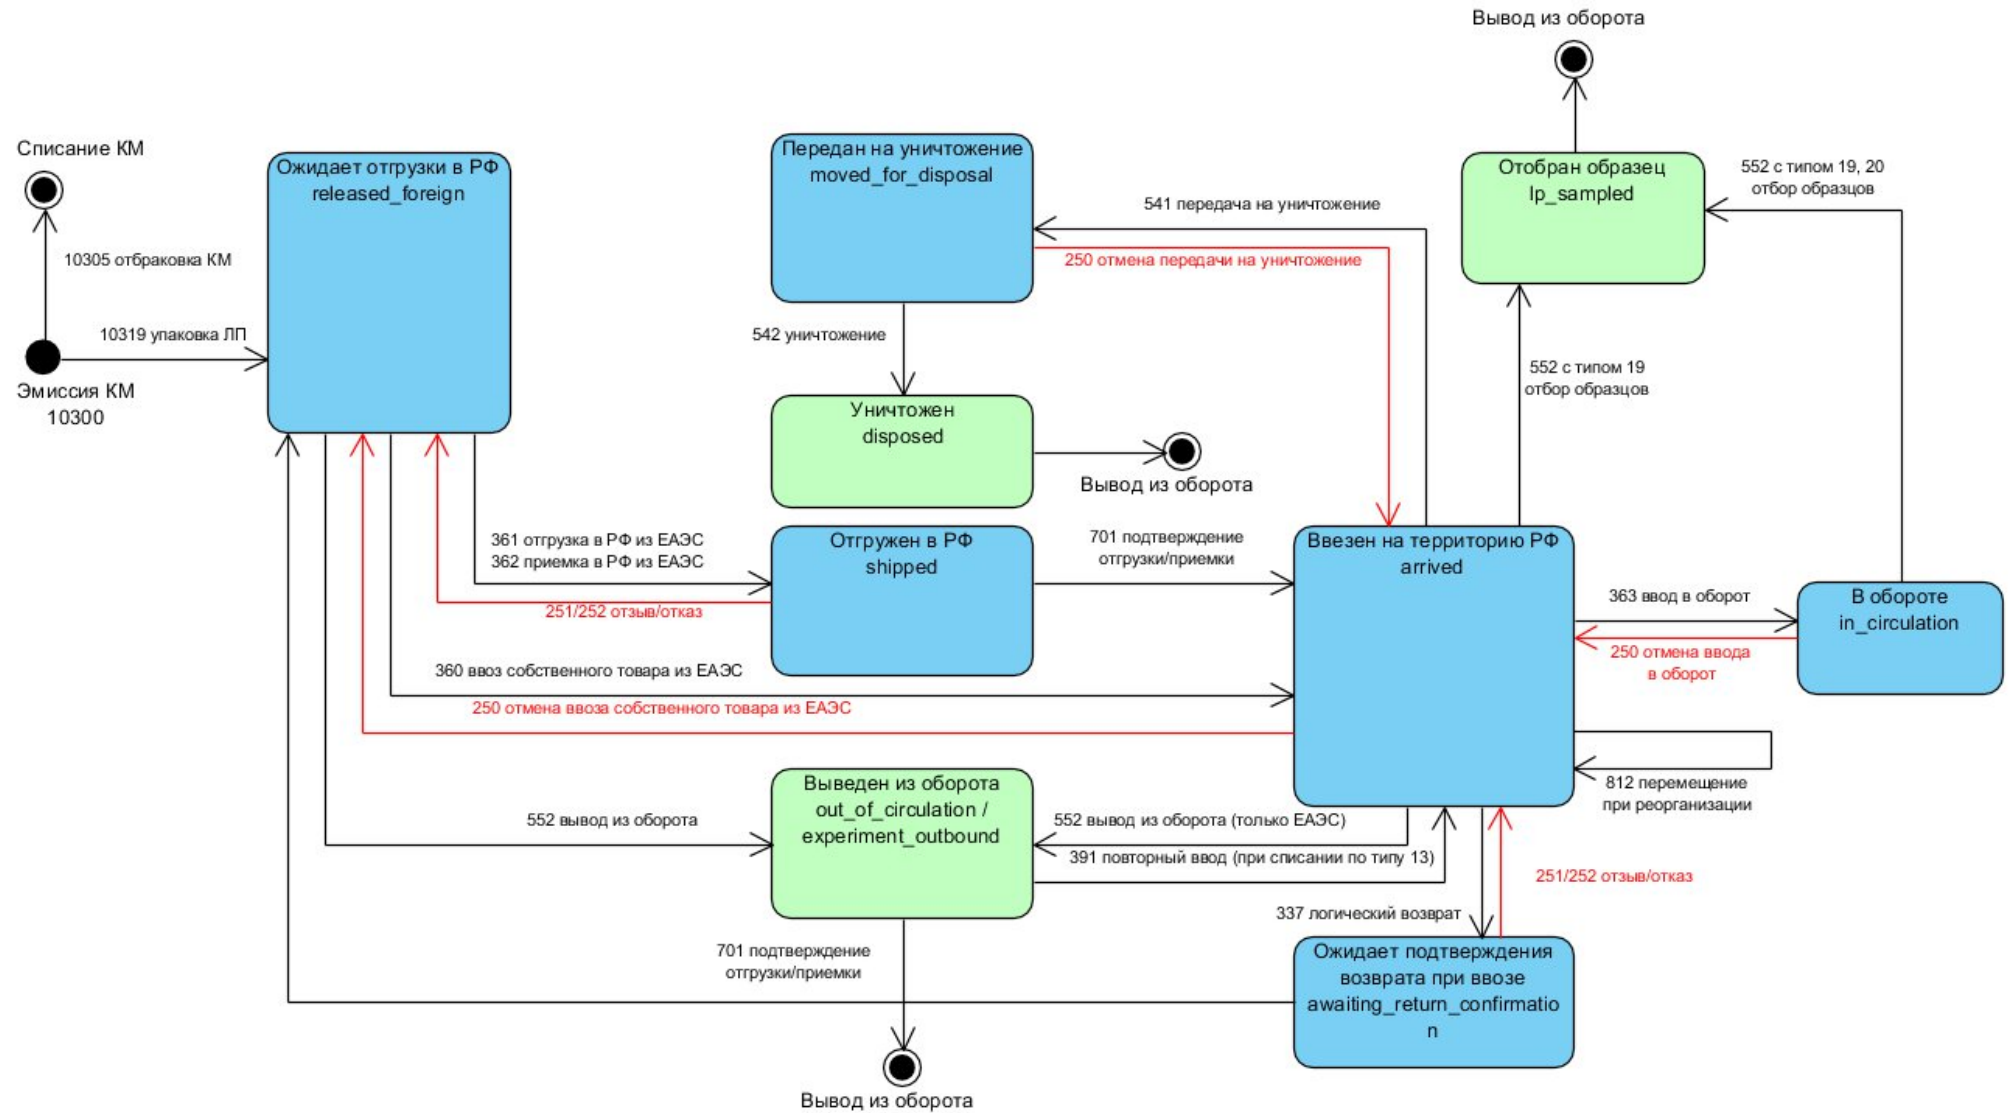 Вывод из оборота
Списание КМ
10305 отбраковка КМ
10319 упаковка ЛП
Эмиссия КМ
10300
Ожидает отгрузки в РФ
released_foreign
Передан на уничтожение
moved_for_disposal
541 передача на уничтожение
250 отмена передачи на уничтожение
Отобран образец
lp_sampled
552 с типом 19, 20
отбор образцов
542 уничтожение
552 с типом 19
отбор образцов
Уничтожен
disposed
Вывод из оборота
361 отгрузка в РФ из ЕАЭС
362 приемка в РФ из ЕАЭС
251/252 отзыв/отказ
Отгружен в РФ
shipped
701 подтверждение
отгрузки/приемки
Ввезен на территорию РФ
arrived
363 ввод в оборот
250 отмена ввода
в оборот
В обороте
in_circulation
360 ввоз собственного товара из ЕАЭС
250 отмена ввоза собственного товара из ЕАЭС
812 перемещение
при реорганизации
552 вывод из оборота
Выведен из оборота
out_of_circulation /
experiment_outbound
552 вывод из оборота (только ЕАЭС)
391 повторный ввод (при списании по типу 13)
251/252 отзыв/отказ
337 логический возврат
701 подтверждение
отгрузки/приемки
Ожидает подтверждения
возврата при ввозе
awaiting_return_confirmatio
n
Вывод из оборота